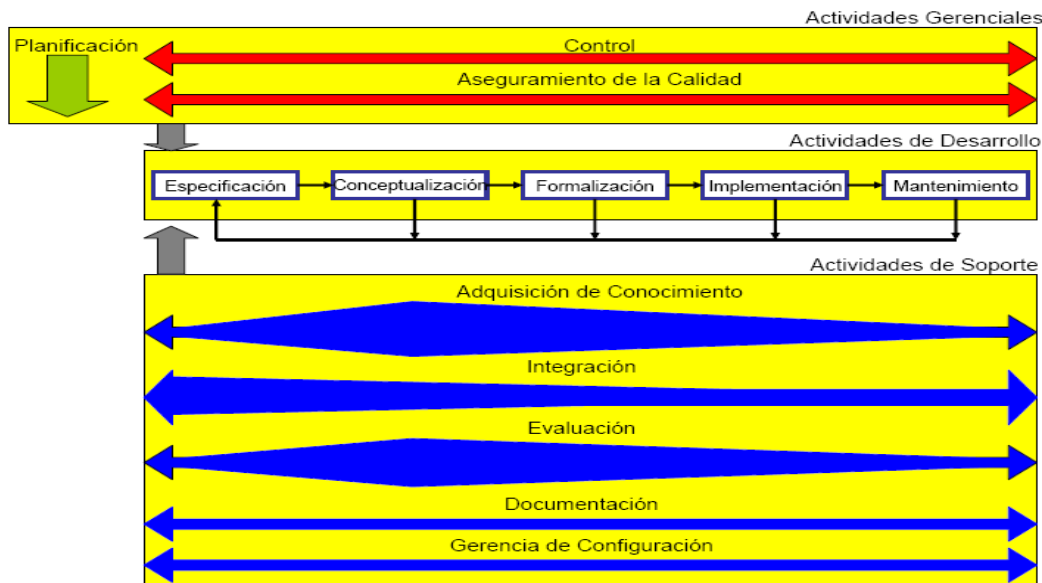 Actividades Gerenciales
Planificación
Control
Aseguramiento de la Calidad
Actividades de Desarrollo
Especificación
Conceptualización
Formalización
Implementación
Mantenimiento
Actividades de Soporte
Adquisición de Conocimiento
Integración
Evaluación
Documentación
Gerencia de Configuración